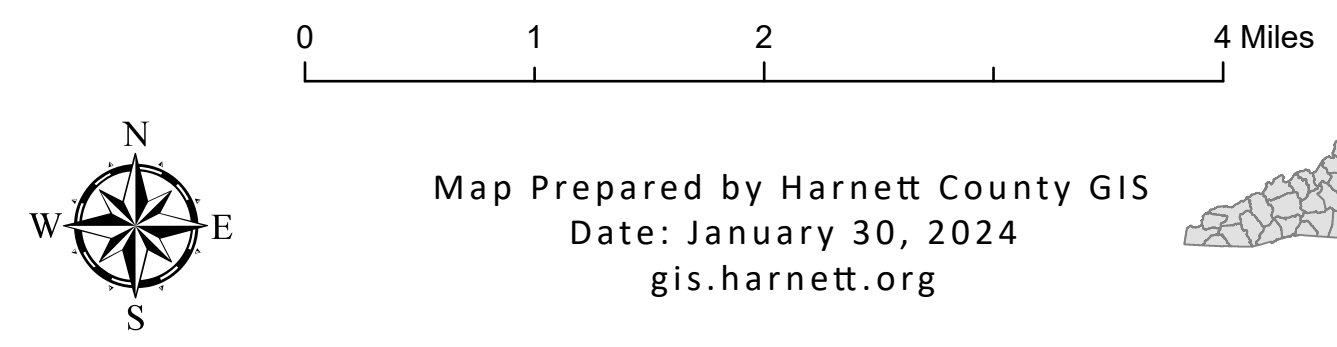 0 1 2 4 Miles
N
W E
S
Map Prepared by Harnett County GIS
Date: January 30, 2024
gis.harnett.org